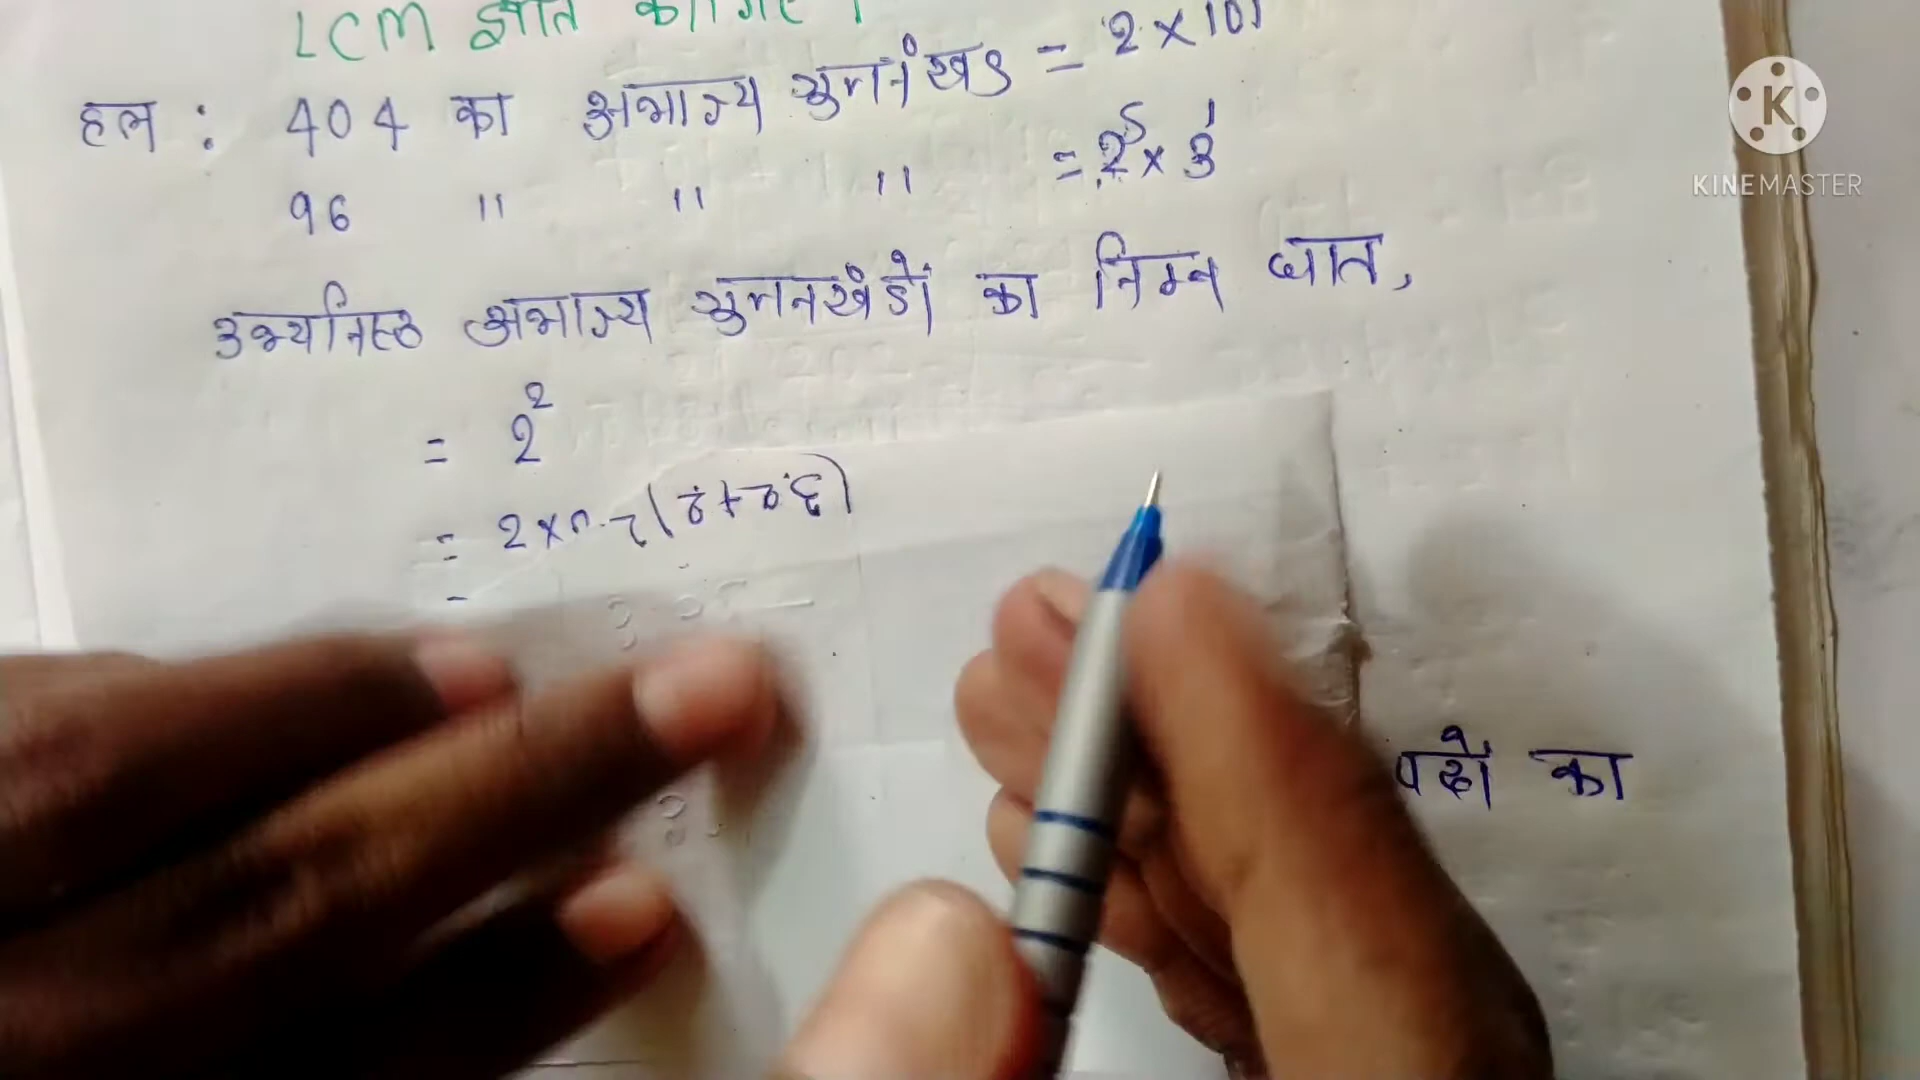 LCM ज्ञात कीजिए ।
हल : 404 का अभाज्य गुणनखंड = 2 × 101
96 " " " = 2⁵ × 3¹
उभयनिष्ठ अभाज्य गुणनखंडों का निम्न घात,
= 2²
=
पदों का
KINEMASTER